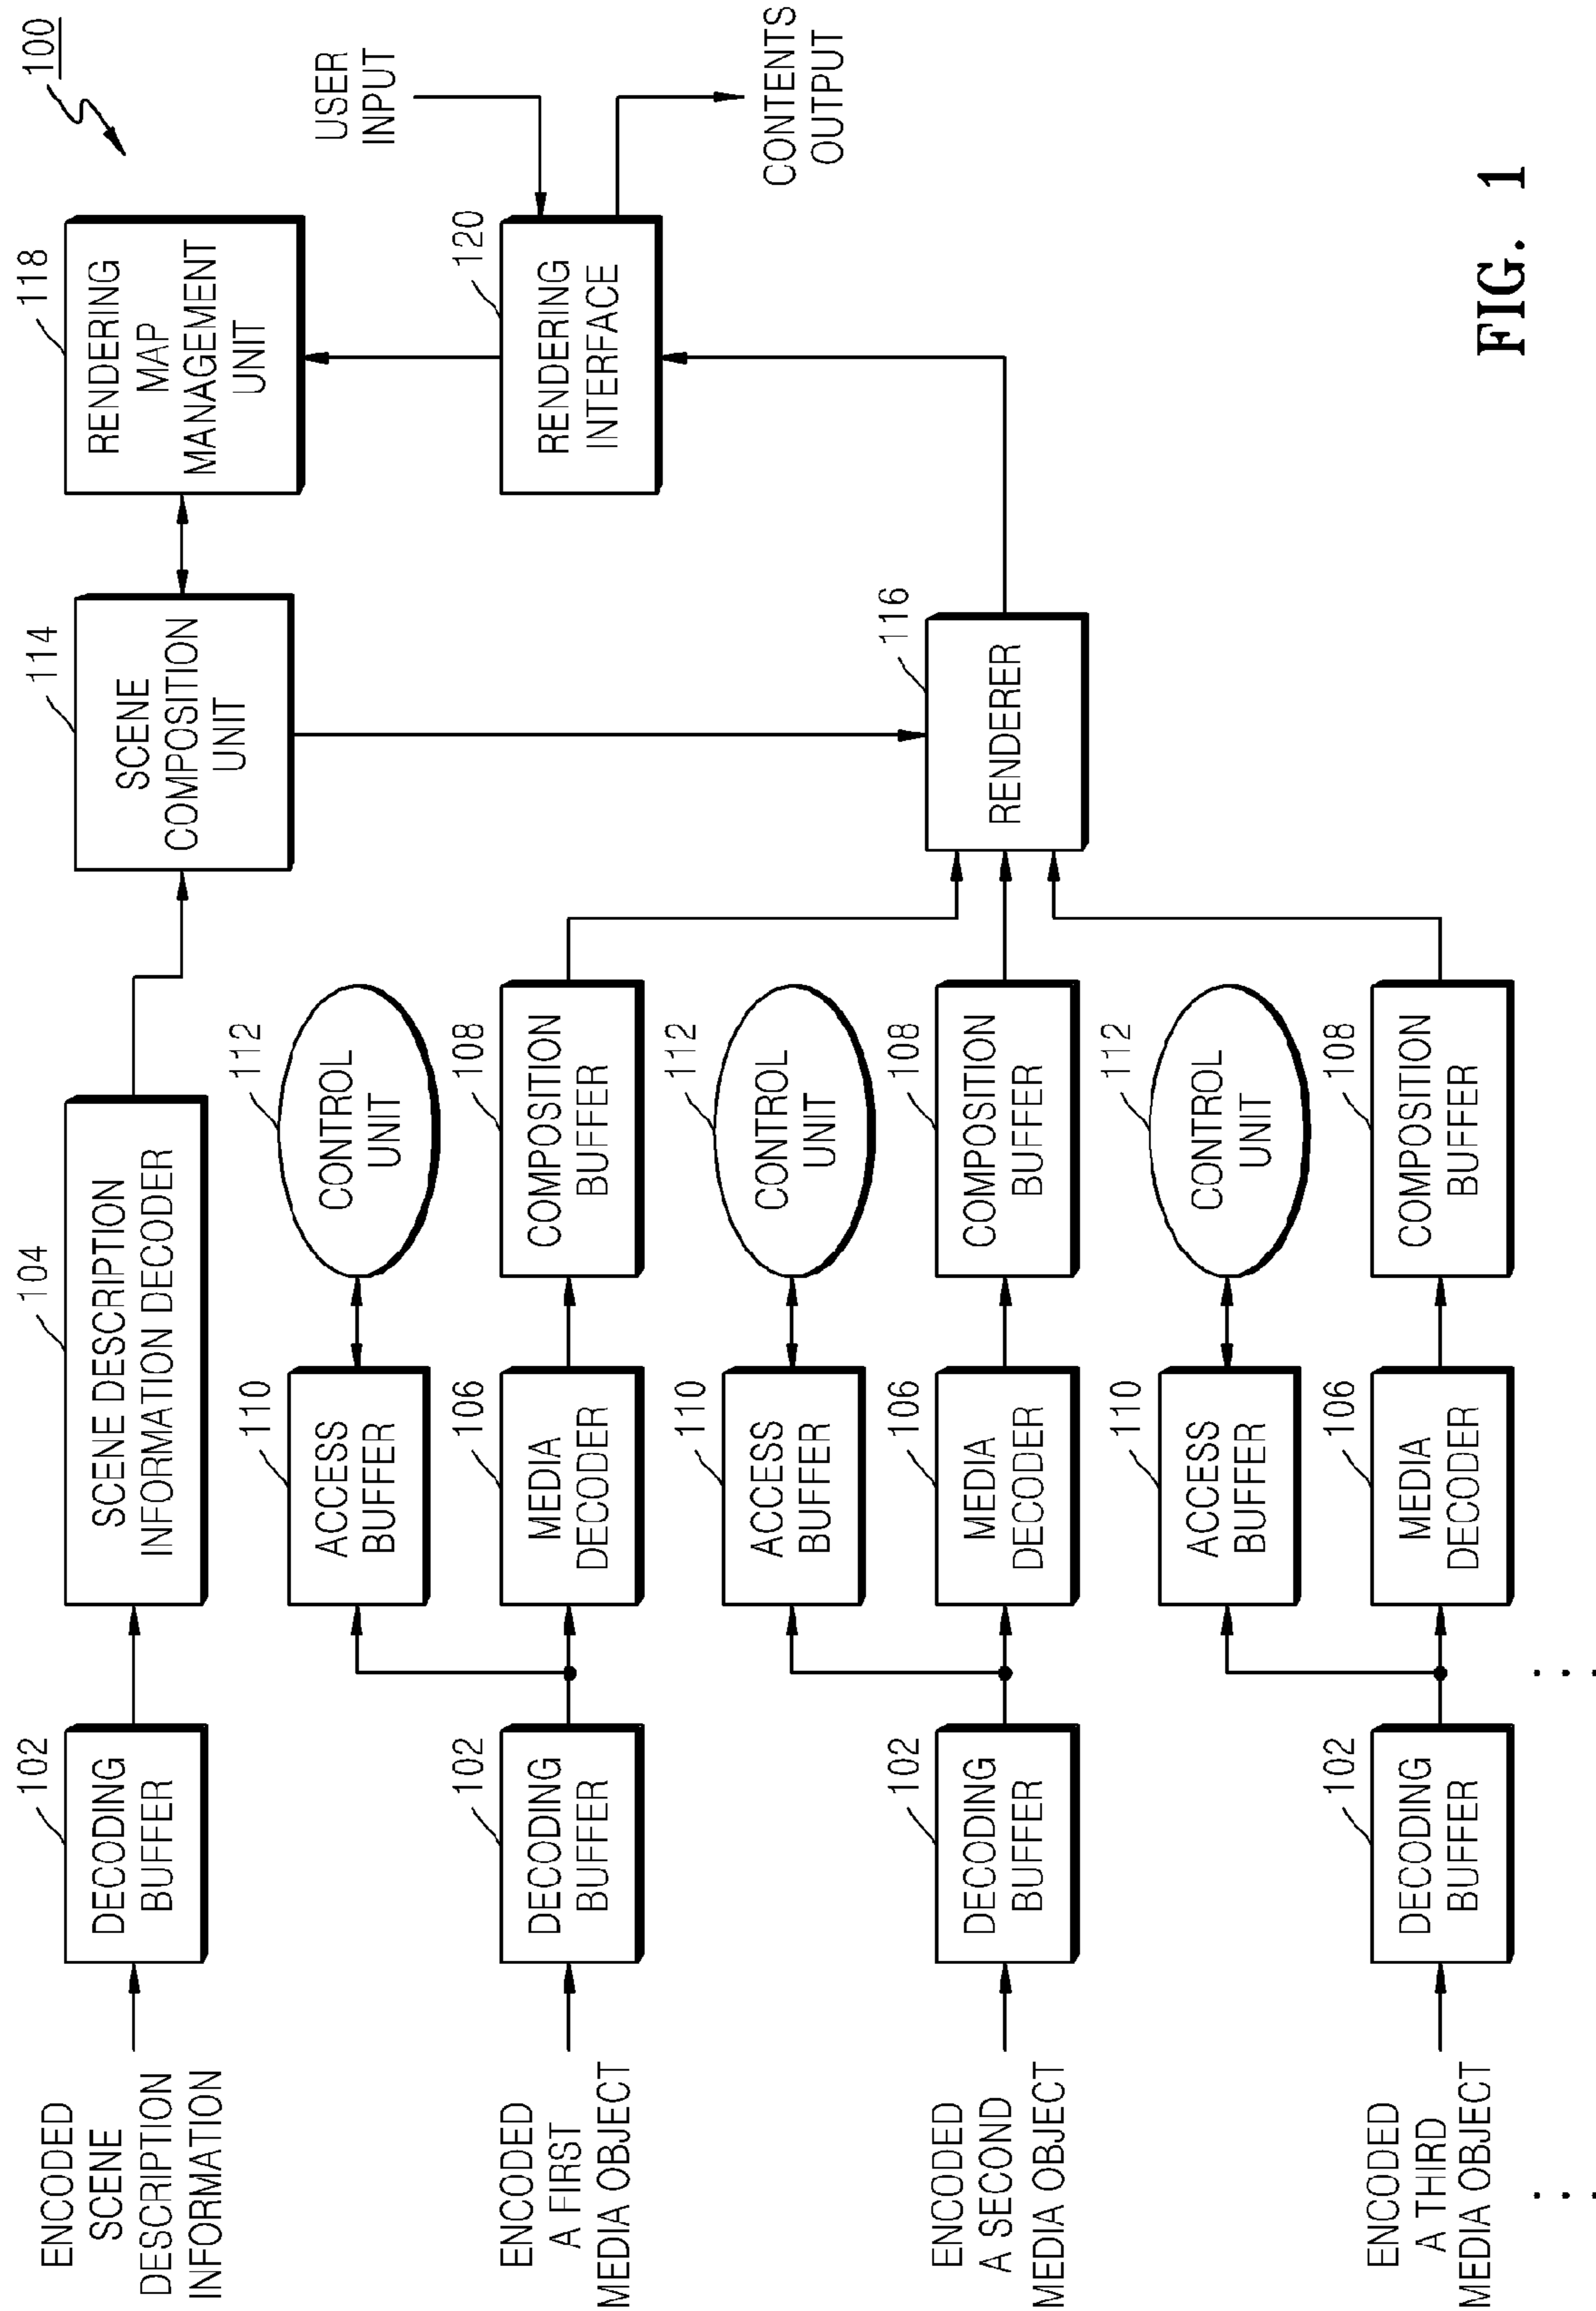 100
ENCODED
SCENE
DESCRIPTION
INFORMATION
102
DECODING
BUFFER
104
SCENE DESCRIPTION
INFORMATION DECODER
114
SCENE
COMPOSITION
UNIT
118
RENDERING
MAP
MANAGEMENT
UNIT
110
ACCESS
BUFFER
112
CONTROL
UNIT
USER
INPUT
ENCODED
A FIRST
MEDIA OBJECT
102
DECODING
BUFFER
106
MEDIA
DECODER
108
COMPOSITION
BUFFER
120
RENDERING
INTERFACE
CONTENTS
OUTPUT
110
ACCESS
BUFFER
112
CONTROL
UNIT
ENCODED
A SECOND
MEDIA OBJECT
102
DECODING
BUFFER
106
MEDIA
DECODER
108
COMPOSITION
BUFFER
116
RENDERER
110
ACCESS
BUFFER
112
CONTROL
UNIT
ENCODED
A THIRD
MEDIA OBJECT
102
DECODING
BUFFER
106
MEDIA
DECODER
108
COMPOSITION
BUFFER
FIG. 1